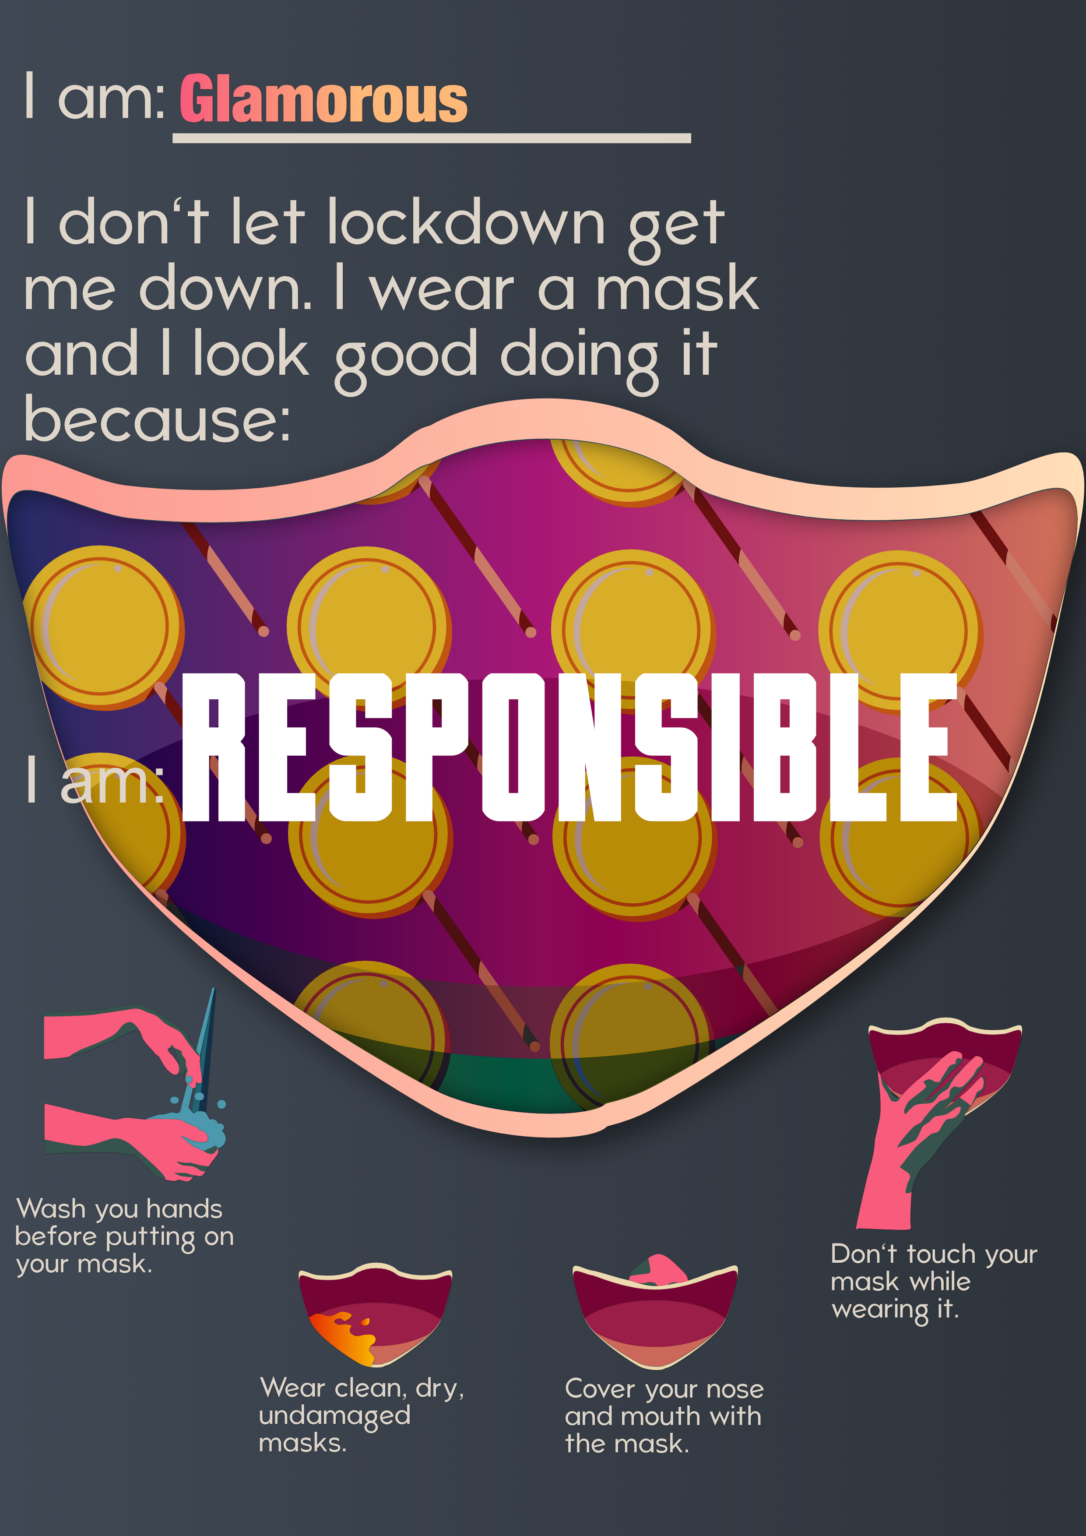 I am: Glamorous
I don‘t let lockdown get
me down. I wear a mask
and I look good doing it
because:
I am: RESPONSIBLE
Wash you hands
before putting on
your mask.
Wear clean, dry,
undamaged
masks.
Cover your nose
and mouth with
the mask.
Don‘t touch your
mask while
wearing it.